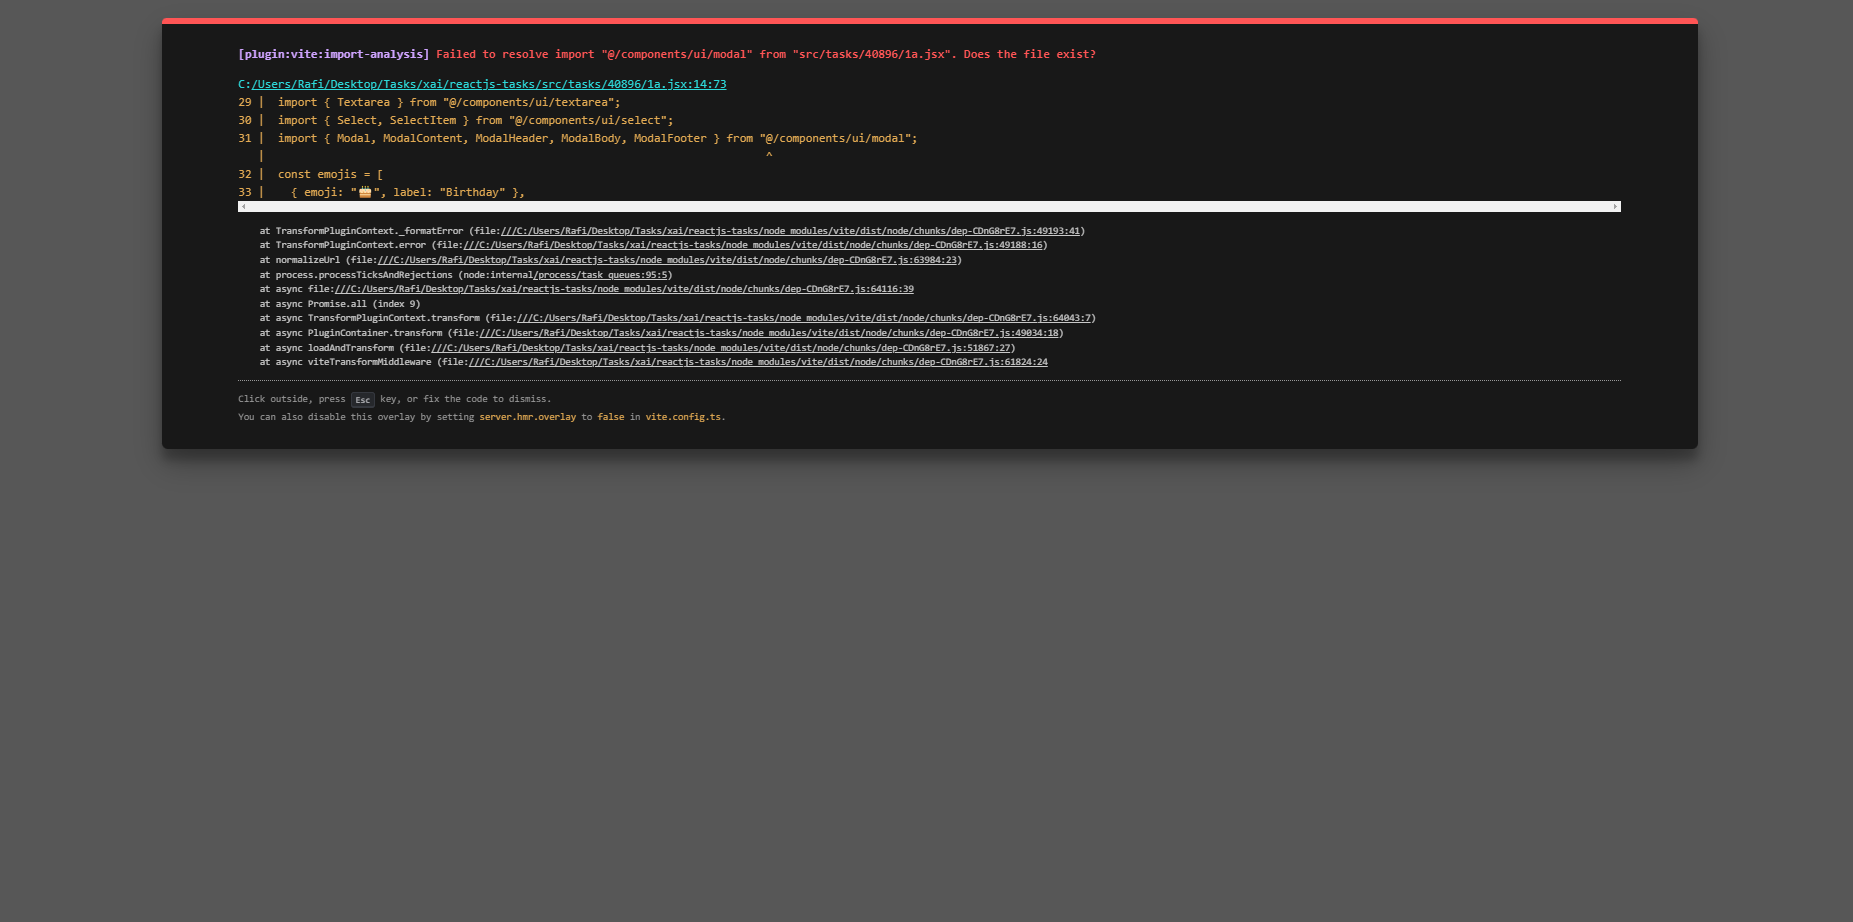 [plugin:vite:import-analysis] Failed to resolve import "@/components/ui/modal" from "src/tasks/40896/1a.jsx". Does the file exist?
C:/Users/Rafi/Desktop/Tasks/xai/reactjs-tasks/src/tasks/40896/1a.jsx:14:73
29 |  import { Textarea } from "@/components/ui/textarea";
30 |  import { Select, SelectItem } from "@/components/ui/select";
31 |  import { Modal, ModalContent, ModalHeader, ModalBody, ModalFooter } from "@/components/ui/modal";
   |                                                                            ^
32 |  const emojis = [
33 |    { emoji: "🎂", label: "Birthday" },
at TransformPluginContext._formatError (file:///C:/Users/Rafi/Desktop/Tasks/xai/reactjs-tasks/node_modules/vite/dist/node/chunks/dep-CDnG8rE7.js:49193:41)
at TransformPluginContext.error (file:///C:/Users/Rafi/Desktop/Tasks/xai/reactjs-tasks/node_modules/vite/dist/node/chunks/dep-CDnG8rE7.js:49188:16)
at normalizeUrl (file:///C:/Users/Rafi/Desktop/Tasks/xai/reactjs-tasks/node_modules/vite/dist/node/chunks/dep-CDnG8rE7.js:63984:23)
at process.processTicksAndRejections (node:internal/process/task_queues:95:5)
at async file:///C:/Users/Rafi/Desktop/Tasks/xai/reactjs-tasks/node_modules/vite/dist/node/chunks/dep-CDnG8rE7.js:64116:39
at async Promise.all (index 9)
at async TransformPluginContext.transform (file:///C:/Users/Rafi/Desktop/Tasks/xai/reactjs-tasks/node_modules/vite/dist/node/chunks/dep-CDnG8rE7.js:64043:7)
at async PluginContainer.transform (file:///C:/Users/Rafi/Desktop/Tasks/xai/reactjs-tasks/node_modules/vite/dist/node/chunks/dep-CDnG8rE7.js:49034:18)
at async loadAndTransform (file:///C:/Users/Rafi/Desktop/Tasks/xai/reactjs-tasks/node_modules/vite/dist/node/chunks/dep-CDnG8rE7.js:51867:27)
at async viteTransformMiddleware (file:///C:/Users/Rafi/Desktop/Tasks/xai/reactjs-tasks/node_modules/vite/dist/node/chunks/dep-CDnG8rE7.js:61824:24
Click outside, press Esc key, or fix the code to dismiss.
You can also disable this overlay by setting server.hmr.overlay to false in vite.config.ts.